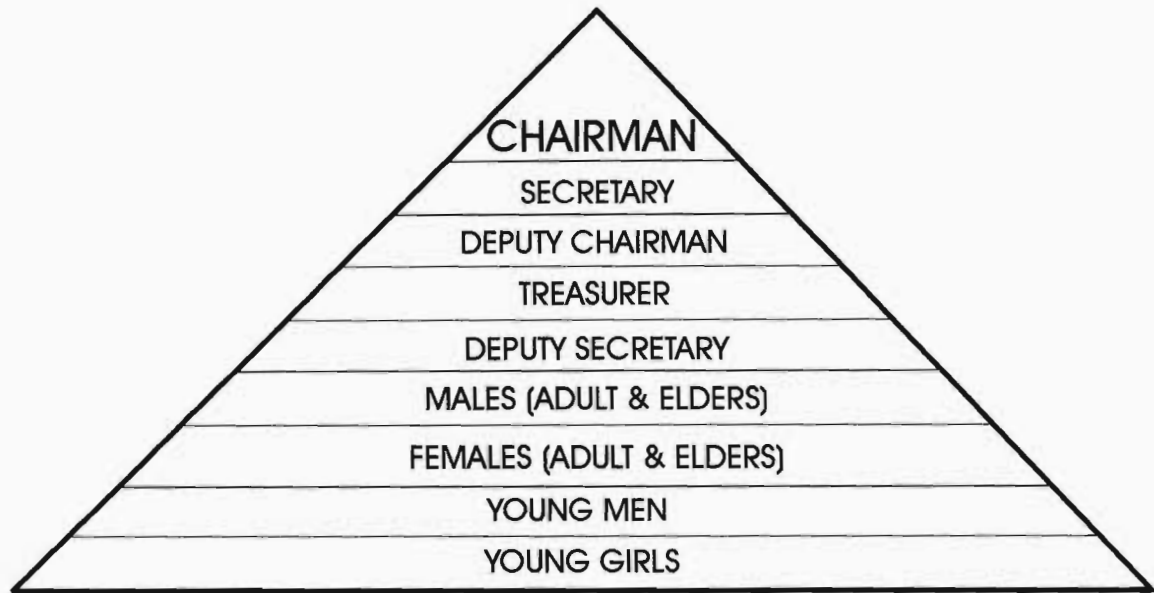 CHAIRMAN
SECRETARY
DEPUTY CHAIRMAN
TREASURER
DEPUTY SECRETARY
MALES (ADULT & ELDERS)
FEMALES (ADULT & ELDERS)
YOUNG MEN
YOUNG GIRLS